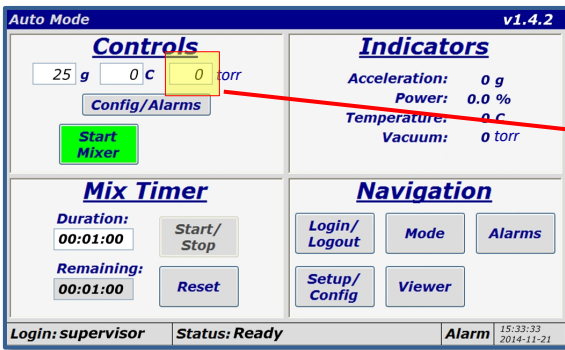 Auto Mode v1.4.2
Controls
25 g 0 C 0 torr
Config/Alarms
Start
Mixer
Indicators
Acceleration: 0 g
Power: 0.0 %
Temperature: 0 C
Vacuum: 0 torr
Mix Timer
Duration:
00:01:00
Start/
Stop
Remaining:
00:01:00
Reset
Navigation
Login/
Logout
Mode
Alarms
Setup/
Config
Viewer
Login: supervisor Status: Ready Alarm 15:33:33
2014-11-21